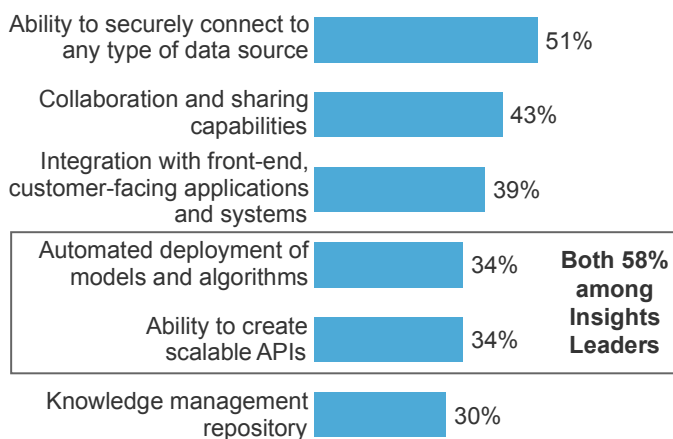 Ability to securely connect to
any type of data source
51%
Collaboration and sharing
capabilities
43%
Integration with front-end,
customer-facing applications
and systems
39%
Automated deployment of
models and algorithms
34%
Ability to create
scalable APIs
34%
Both 58%
among
Insights
Leaders
Knowledge management
repository
30%